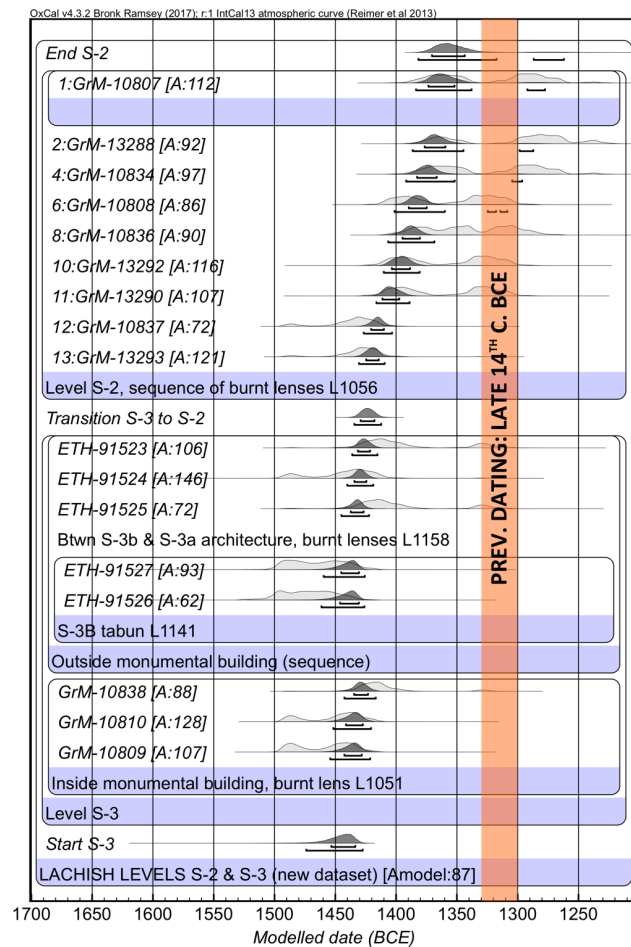 OxCal v4.3.2 Bronk Ramsey (2017); r:1 IntCal13 atmospheric curve (Reimer et al 2013)
End S-2
1:GrM-10807 [A:112]
2:GrM-13288 [A:92]
4:GrM-10834 [A:97]
6:GrM-10808 [A:86]
8:GrM-10836 [A:90]
10:GrM-13292 [A:116]
11:GrM-13290 [A:107]
12:GrM-10837 [A:72]
13:GrM-13293 [A:121]
Level S-2, sequence of burnt lenses L1056
Transition S-3 to S-2
ETH-91523 [A:106]
ETH-91524 [A:146]
ETH-91525 [A:72]
Btwn S-3b & S-3a architecture, burnt lenses L1158
ETH-91527 [A:93]
ETH-91526 [A:62]
S-3B tabun L1141
Outside monumental building (sequence)
GrM-10838 [A:88]
GrM-10810 [A:128]
GrM-10809 [A:107]
Inside monumental building, burnt lens L1051
Level S-3
Start S-3
LACHISH LEVELS S-2 & S-3 (new dataset) [Amodel:87]
PREV. DATING: LATE 14TH C. BCE
1700 1650 1600 1550 1500 1450 1400 1350 1300 1250
Modelled date (BCE)